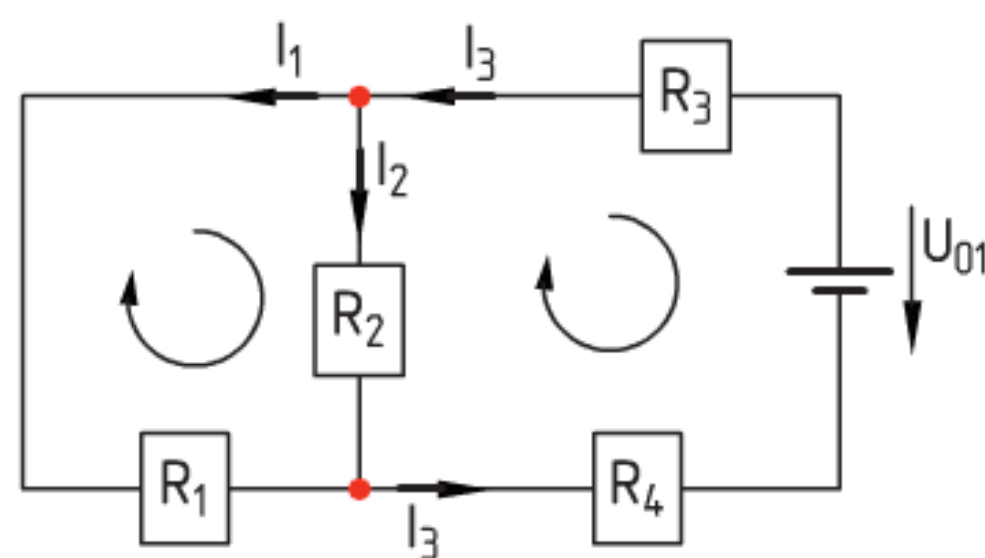 I₁
I₃
R₃
I₂
U₀₁
R₂
R₁
R₄
I₃